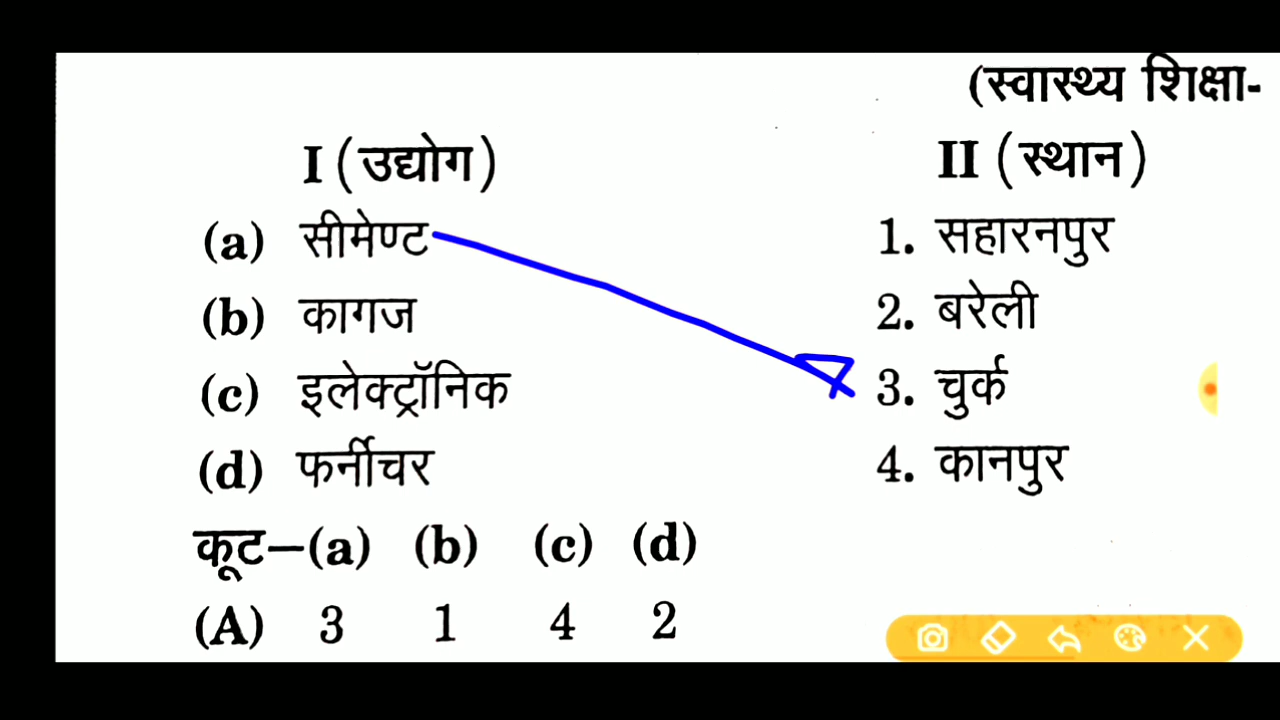 (स्वास्थ्य शिक्षा-
I (उद्योग) II (स्थान)
(a) सीमेण्ट 1. सहारनपुर
(b) कागज 2. बरेली
(c) इलेक्ट्रॉनिक 3. चुर्क
(d) फर्नीचर 4. कानपुर
कूट–(a) (b) (c) (d)
(A) 3 1 4 2